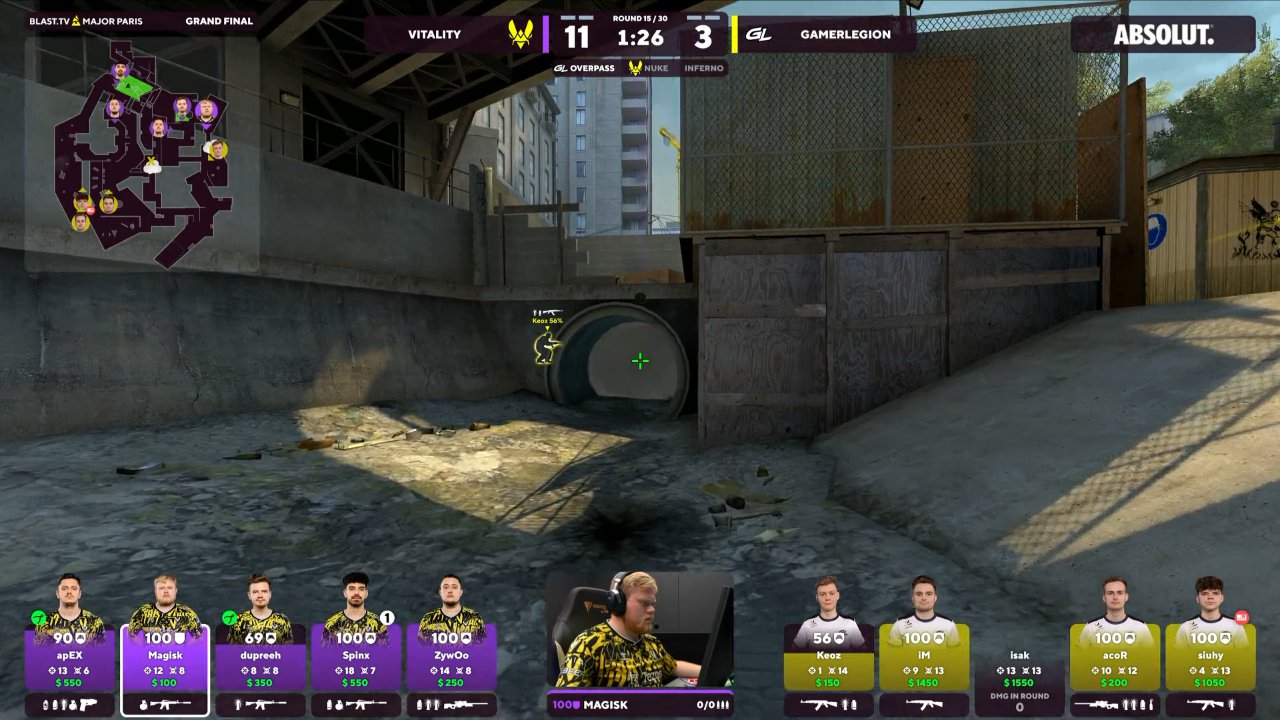 BLAST.TV MAJOR PARIS GRAND FINAL
VITALITY 11 ROUND 15 / 30 1:26 3 GL GAMERLEGION
ABSOLUT.
GL OVERPASS NUKE INFERNO
A
Keoz 56%
90 100 69 100 1 100
apEX Magisk dupreeh Spinx ZywOo
13 6 12 8 8 8 18 7 14 8
$550 $100 $350 $550 $250
100 MAGISK 0/0
56 100 100 100
Keoz iM isak acoR siuhy
1 14 9 13 13 13 10 12 4 13
$150 $1450 $1550 $200 $1050
DMG IN ROUND
0